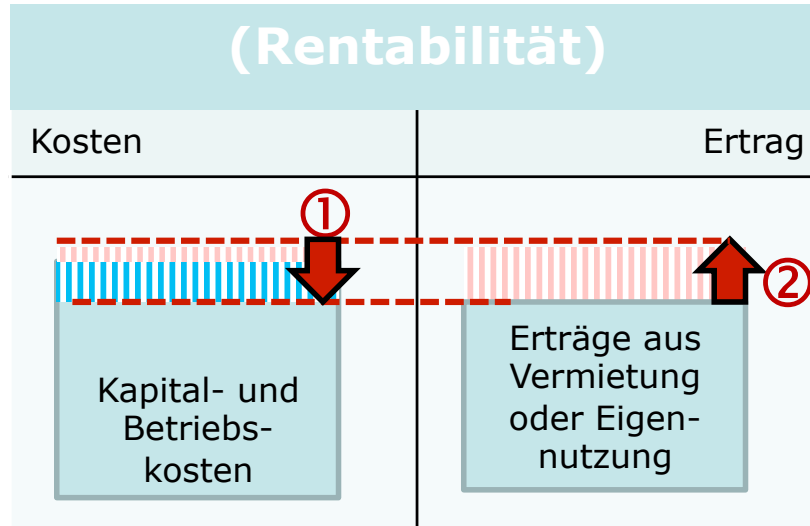 (Rentabilität)
Kosten
Ertrag
①
②
Kapital- und
Betriebs-
kosten
Erträge aus
Vermietung
oder Eigen-
nutzung